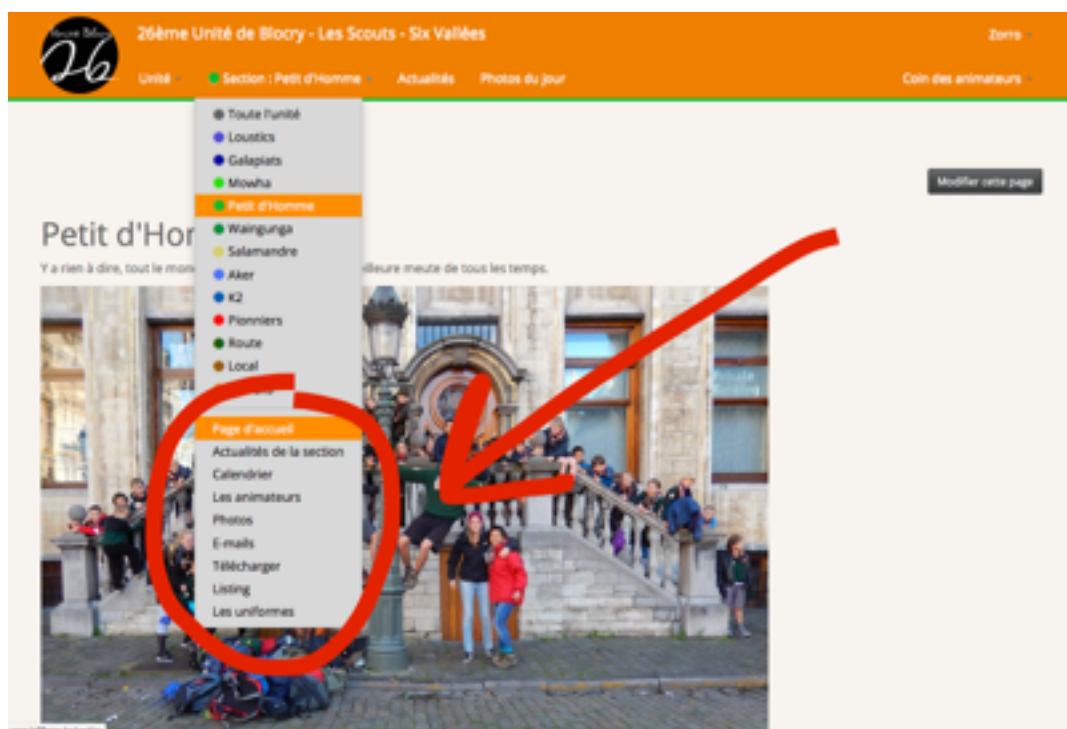 26
26ème Unité de Blocry - Les Scouts - Six Vallées
Zorro
Unité
Section : Petit d'Homme
Actualités
Photos du jour
Coin des animateurs
Toute l'unité
Loustics
Galapiats
Mowha
Petit d'Homme
Waingunga
Salamandre
Aker
K2
Pionniers
Route
Local
Page d'accueil
Actualités de la section
Calendrier
Les animateurs
Photos
E-mails
Télécharger
Listing
Les uniformes
Modifier cette page
Petit d'Hor
Y a rien à dire, tout le mon
illeure meute de tous les temps.